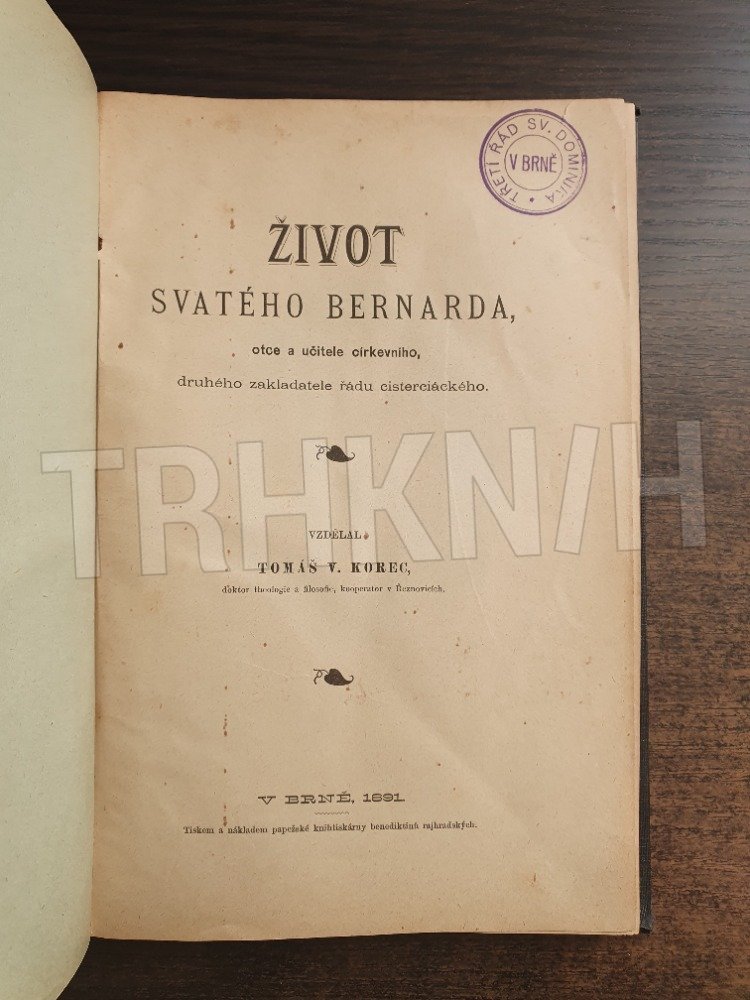 TŘETÍ ŘÁD SV. DOMINIKA
V BRNĚ
ŽIVOT
SVATÉHO BERNARDA,
otce a učitele církevního,
druhého zakladatele řádu cisterciáckého.
TRHKNIH
VZDĚLAL
TOMÁŠ V. KOREC,
doktor theologie a filosofie, kooperator v Řeznovicích.
V BRNĚ, 1891.
Tiskem a nákladem papežské knihtiskárny benediktinů rajhradských.